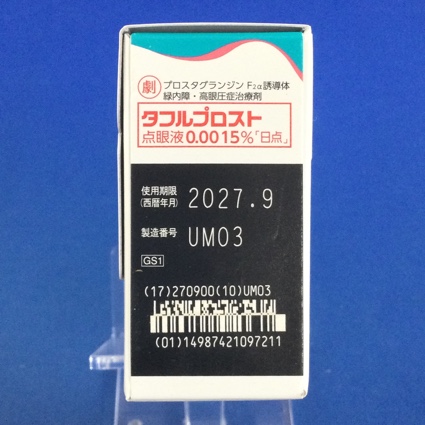 劇 プロスタグランジン F2α誘導体
緑内障・高眼圧症治療剤
タフルプロスト
点眼液0.0015%「日点」
使用期限
(西暦年月)
2027.9
製造番号
UM03
GS1
(17)270900(10)UM03
(01)14987421097211